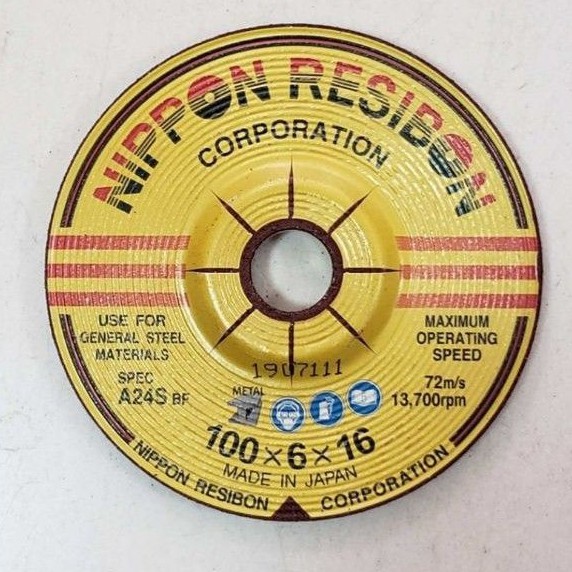 NIPPON RESIBON
CORPORATION
USE FOR
GENERAL STEEL
MATERIALS
SPEC
A24S BF
MAXIMUM
OPERATING
SPEED
72m/s
13,700rpm
1907111
METAL
100×6×16
MADE IN JAPAN
NIPPON RESIBON CORPORATION